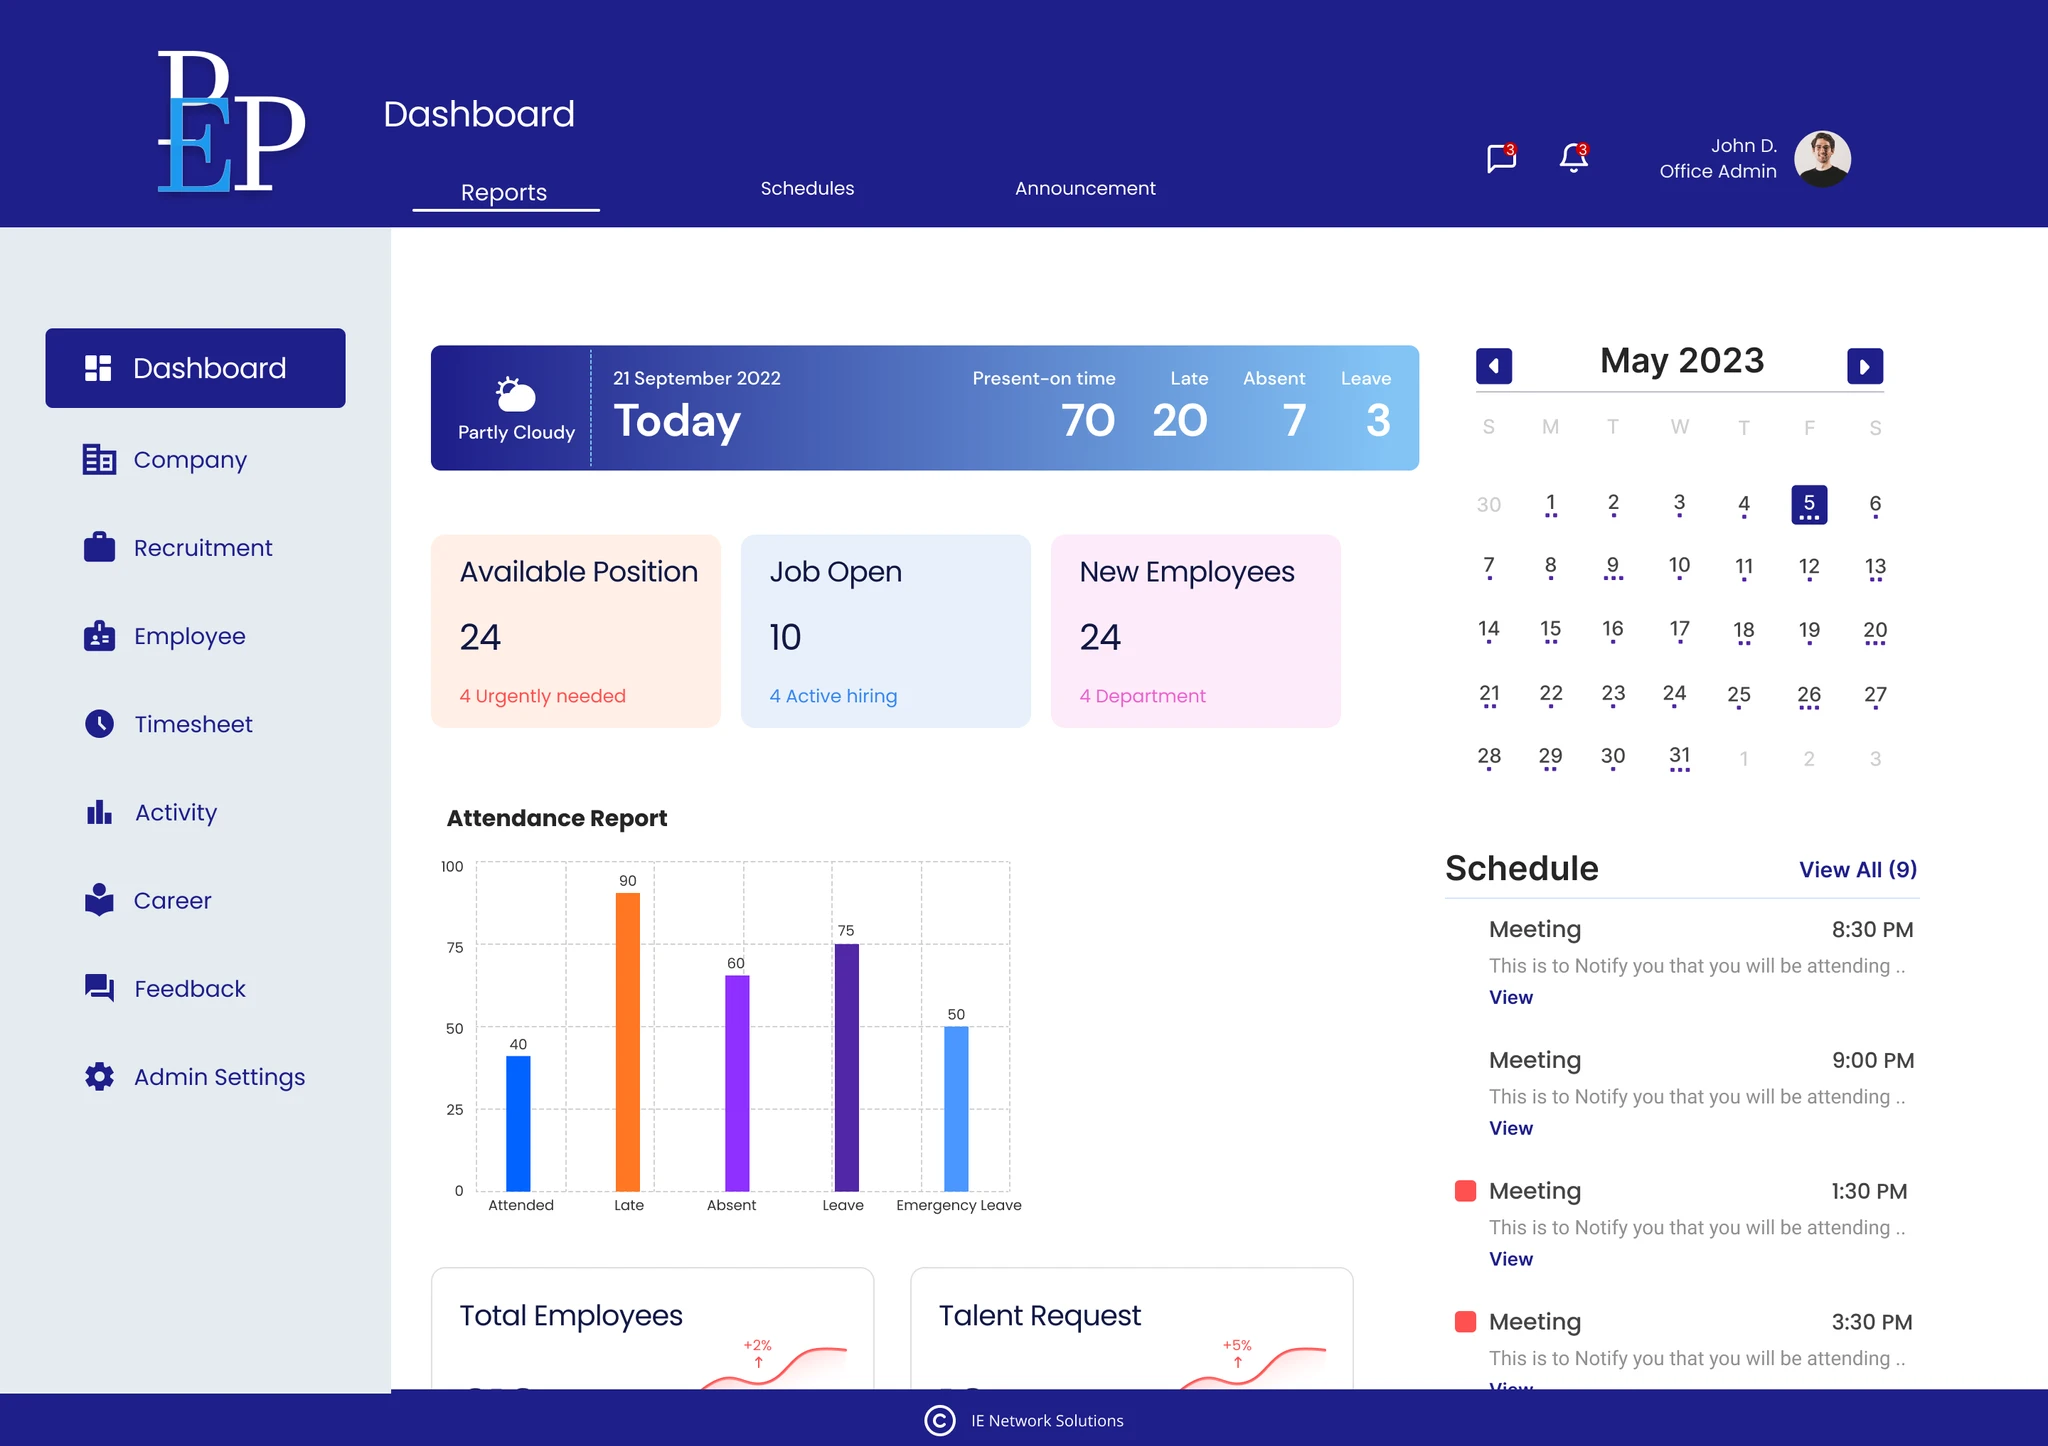 BEP
Dashboard
Reports
Schedules
Announcement
3
3
John D.
Office Admin
Dashboard
Company
Recruitment
Employee
Timesheet
Activity
Career
Feedback
Admin Settings
Partly Cloudy
21 September 2022
Today
Present-on time Late Absent Leave
70 20 7 3
Available Position
24
4 Urgently needed
Job Open
10
4 Active hiring
New Employees
24
4 Department
Attendance Report
100
75
50
25
0
40
90
60
75
50
Attended Late Absent Leave Emergency Leave
Total Employees
+2%
Talent Request
+5%
May 2023
S M T W T F S
30 1 2 3 4 5 6
7 8 9 10 11 12 13
14 15 16 17 18 19 20
21 22 23 24 25 26 27
28 29 30 31 1 2 3
Schedule View All (9)
Meeting 8:30 PM
This is to Notify you that you will be attending ..
View
Meeting 9:00 PM
This is to Notify you that you will be attending ..
View
Meeting 1:30 PM
This is to Notify you that you will be attending ..
View
Meeting 3:30 PM
This is to Notify you that you will be attending ..
View
© IE Network Solutions